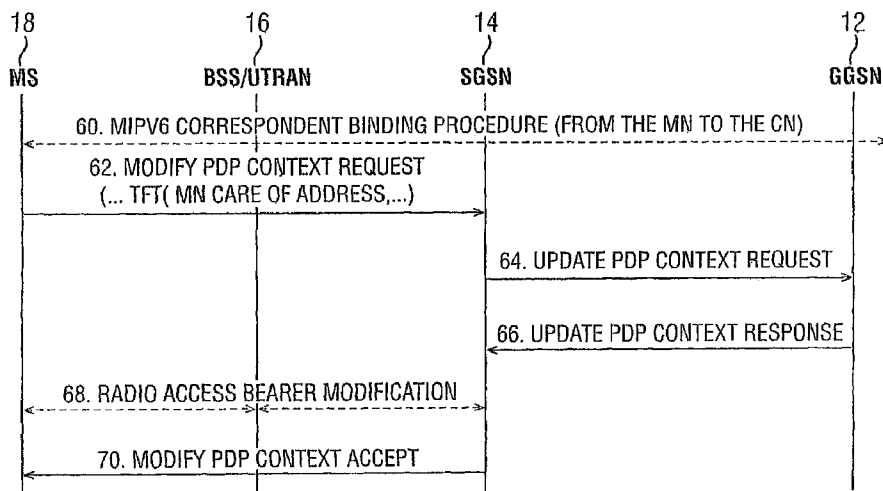 18 16 14 12
MS BSS/UTRAN SGSN GGSN
60. MIPV6 CORRESPONDENT BINDING PROCEDURE (FROM THE MN TO THE CN)
62. MODIFY PDP CONTEXT REQUEST
(... TFT( MN CARE OF ADDRESS,...)
64. UPDATE PDP CONTEXT REQUEST
66. UPDATE PDP CONTEXT RESPONSE
68. RADIO ACCESS BEARER MODIFICATION
70. MODIFY PDP CONTEXT ACCEPT